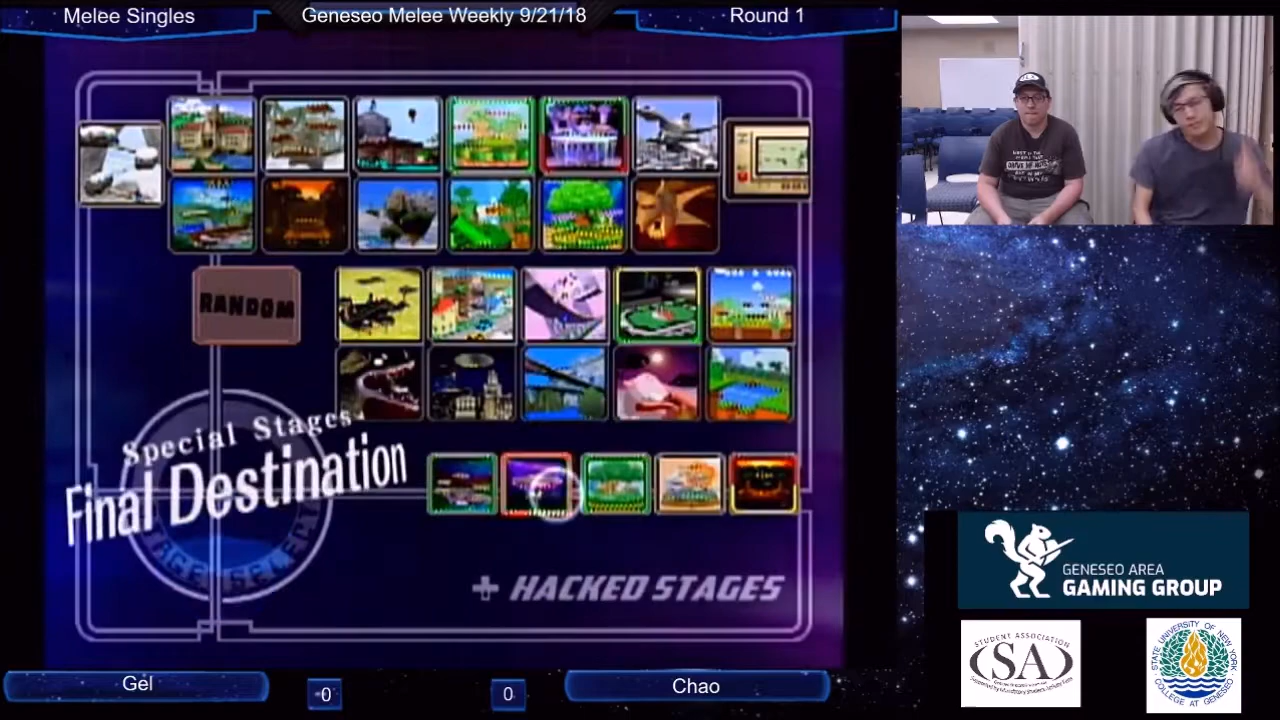 Melee Singles
Geneseo Melee Weekly 9/21/18
Round 1
RANDOM
Special Stages
Final Destination
+ HACKED STAGES
GENESEO AREA
GAMING GROUP
STUDENT ASSOCIATION
SA
STATE UNIVERSITY OF NEW YORK
COLLEGE AT GENESEO
Gel
0
0
Chao